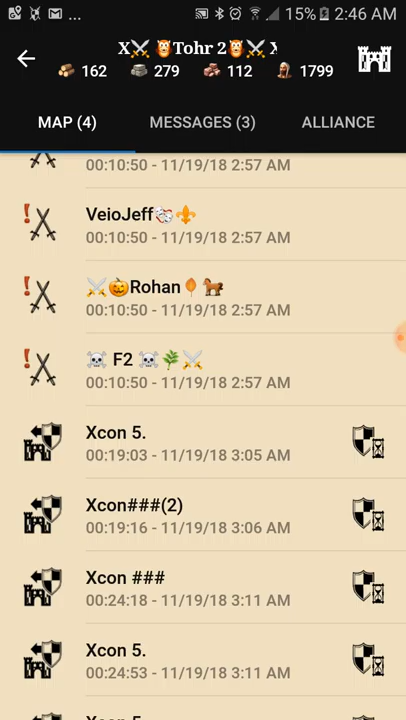 15% 2:46 AM
X⚔️ 🦉Tohr 2🦉⚔️ X
162 279 112 1799
MAP (4) MESSAGES (3) ALLIANCE
00:10:50 - 11/19/18 2:57 AM
VeioJeff🎭⚜️
00:10:50 - 11/19/18 2:57 AM
⚔️🎃Rohan🍂🐎
00:10:50 - 11/19/18 2:57 AM
☠️ F2 ☠️🌿⚔️
00:10:50 - 11/19/18 2:57 AM
Xcon 5.
00:19:03 - 11/19/18 3:05 AM
Xcon###(2)
00:19:16 - 11/19/18 3:06 AM
Xcon ###
00:24:18 - 11/19/18 3:11 AM
Xcon 5.
00:24:53 - 11/19/18 3:11 AM